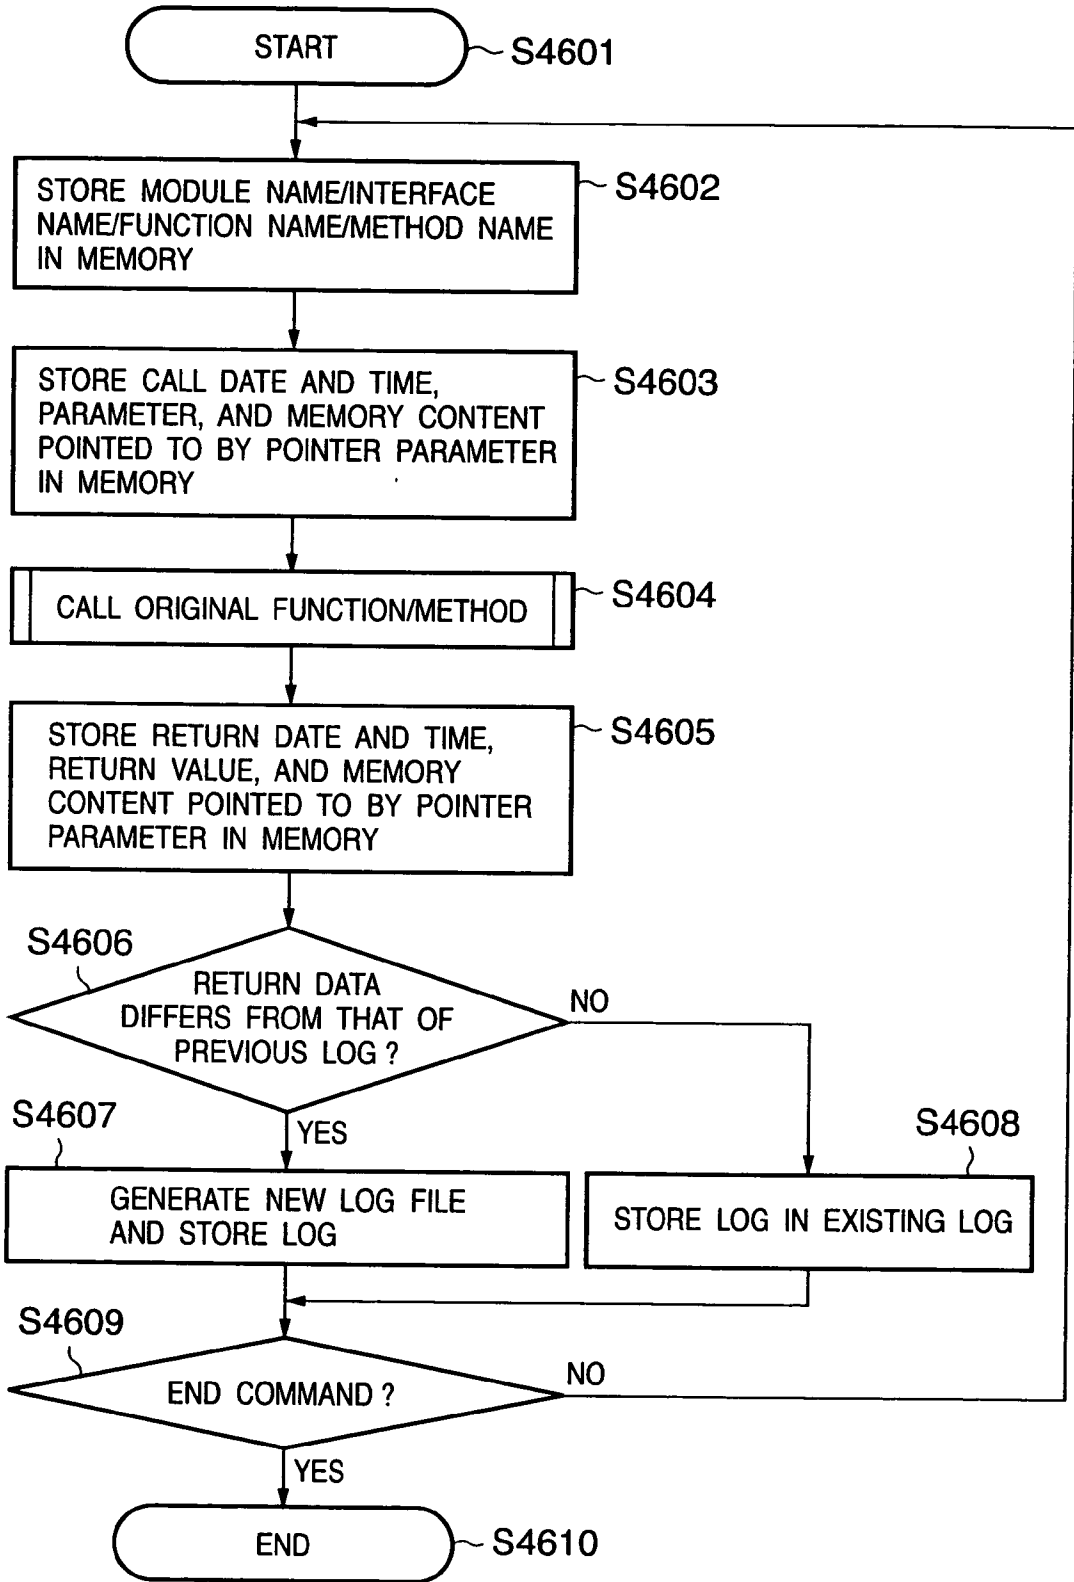 START
S4601
STORE MODULE NAME/INTERFACE
NAME/FUNCTION NAME/METHOD NAME
IN MEMORY
S4602
STORE CALL DATE AND TIME,
PARAMETER, AND MEMORY CONTENT
POINTED TO BY POINTER PARAMETER
IN MEMORY
S4603
CALL ORIGINAL FUNCTION/METHOD
S4604
STORE RETURN DATE AND TIME,
RETURN VALUE, AND MEMORY
CONTENT POINTED TO BY POINTER
PARAMETER IN MEMORY
S4605
S4606
RETURN DATA
DIFFERS FROM THAT OF
PREVIOUS LOG ?
NO
YES
S4607
GENERATE NEW LOG FILE
AND STORE LOG
S4608
STORE LOG IN EXISTING LOG
S4609
END COMMAND ?
NO
YES
END
S4610